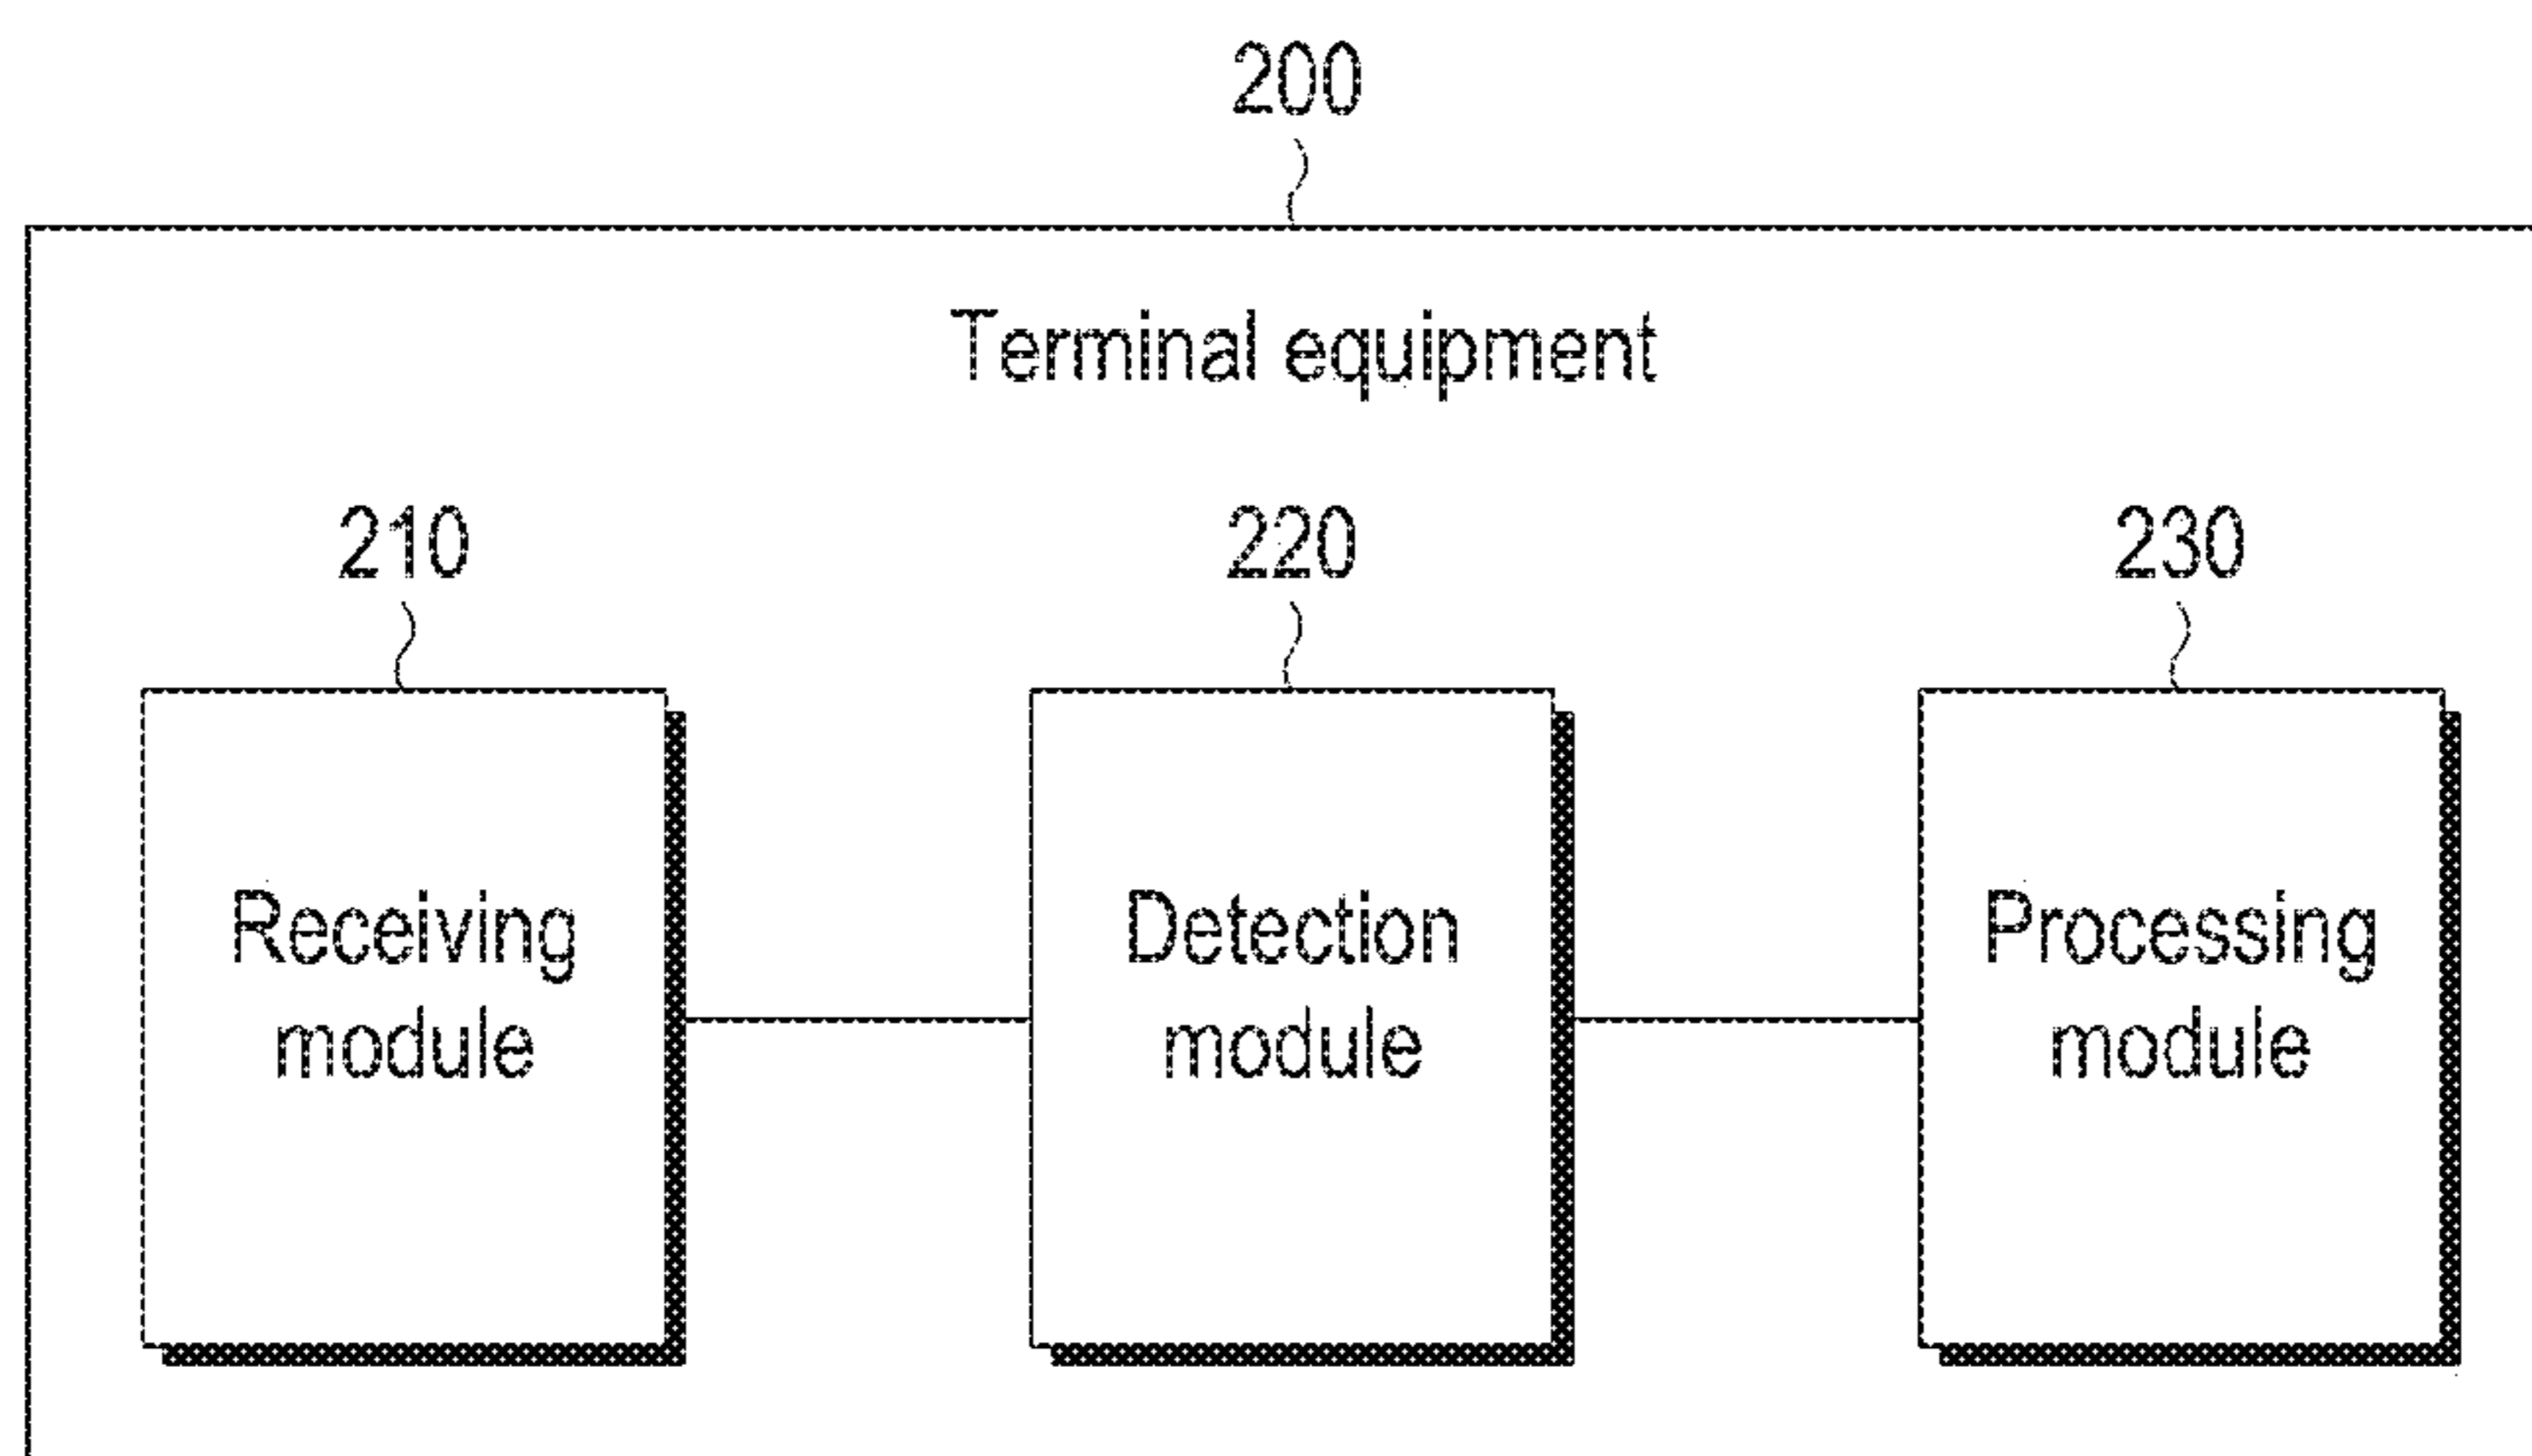 200
Terminal equipment
210 220 230
Receiving module
Detection module
Processing module